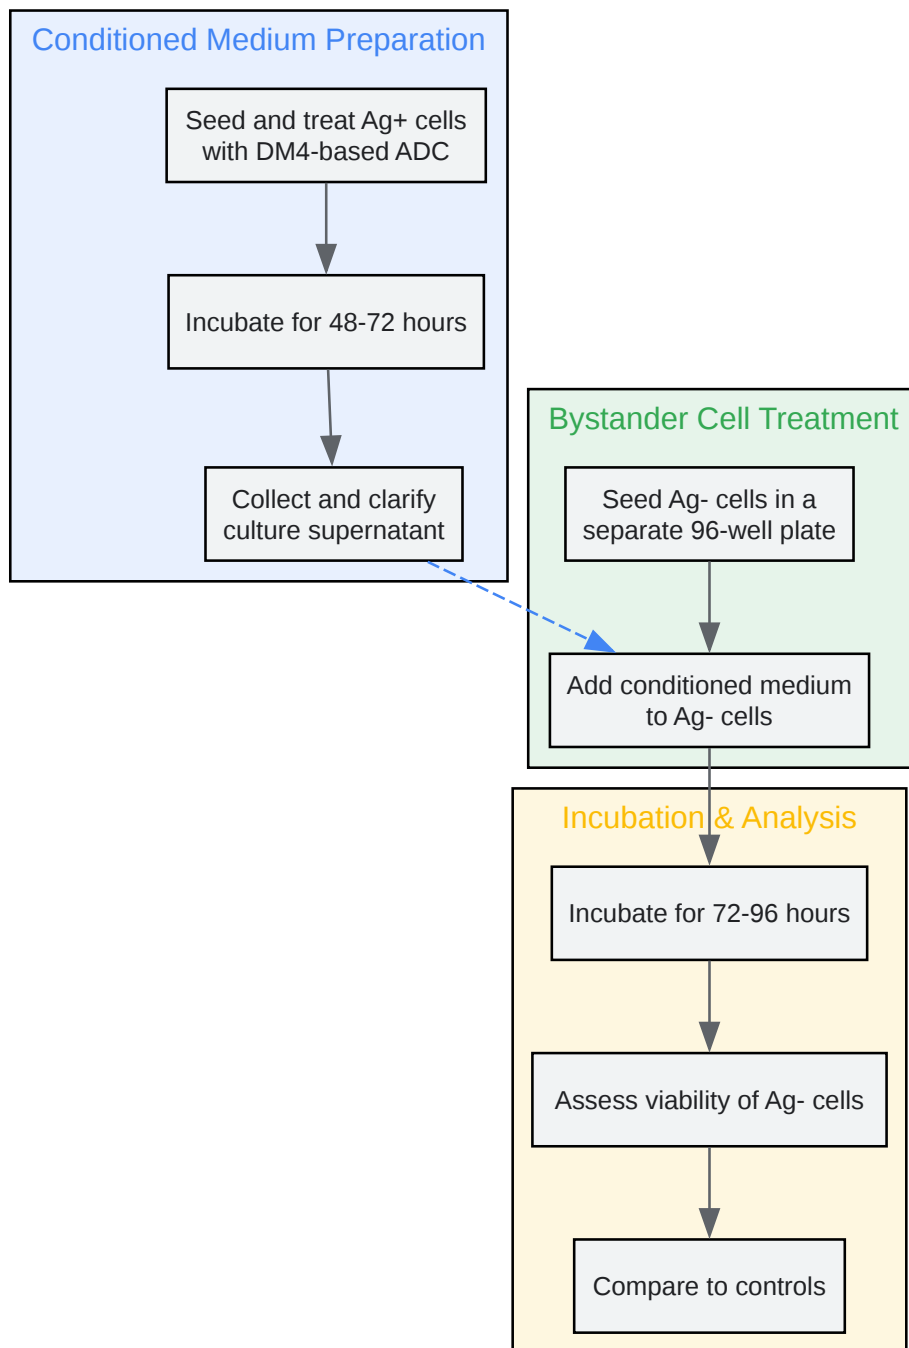 Conditioned Medium Preparation
Seed and treat Ag+ cells
with DM4-based ADC
Incubate for 48-72 hours
Collect and clarify
culture supernatant
Bystander Cell Treatment
Seed Ag- cells in a
separate 96-well plate
Add conditioned medium
to Ag- cells
Incubation & Analysis
Incubate for 72-96 hours
Assess viability of Ag- cells
Compare to controls